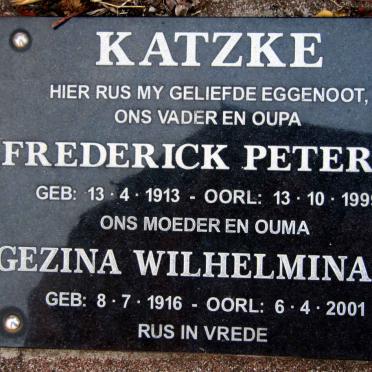 KATZKE
HIER RUS MY GELIEFDE EGGENOOT,
ONS VADER EN OUPA
FREDERICK PETER
GEB: 13 · 4 · 1913 - OORL: 13 · 10 · 1995
ONS MOEDER EN OUMA
GEZINA WILHELMINA
GEB: 8 · 7 · 1916 - OORL: 6 · 4 · 2001
RUS IN VREDE